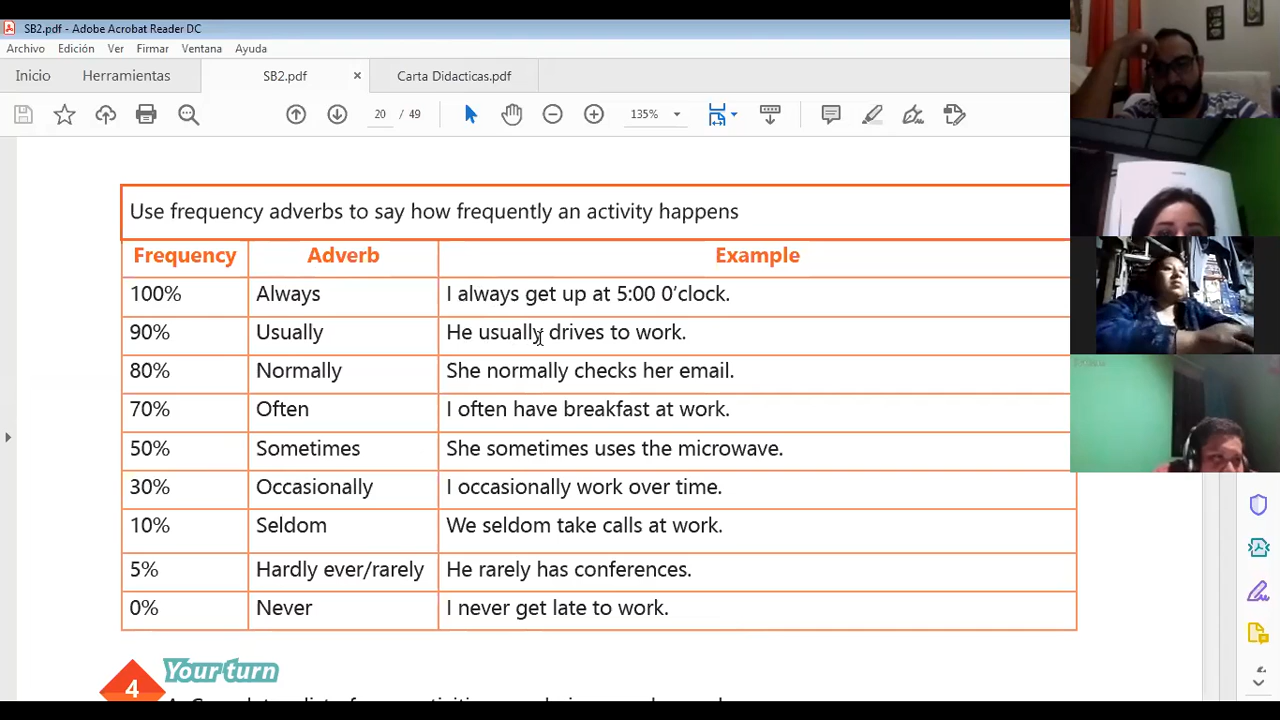 SB2.pdf - Adobe Acrobat Reader DC
Archivo Edición Ver Firmar Ventana Ayuda
Inicio Herramientas SB2.pdf × Carta Didacticas.pdf
20 / 49 135%
Use frequency adverbs to say how frequently an activity happens
Frequency Adverb Example
100% Always I always get up at 5:00 0’clock.
90% Usually He usually drives to work.
80% Normally She normally checks her email.
70% Often I often have breakfast at work.
50% Sometimes She sometimes uses the microwave.
30% Occasionally I occasionally work over time.
10% Seldom We seldom take calls at work.
5% Hardly ever/rarely He rarely has conferences.
0% Never I never get late to work.
Your turn
4